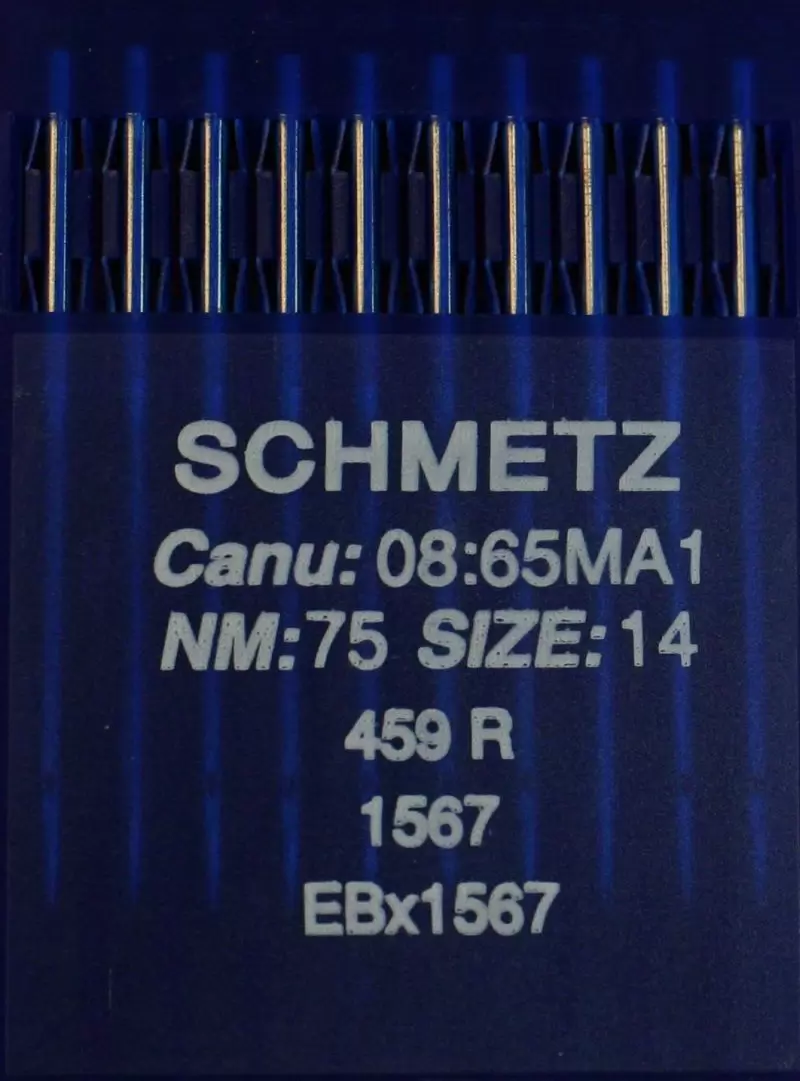 SCHMETZ
Canu: 08:65MA1
NM:75 SIZE:14
459 R
1567
EBx1567